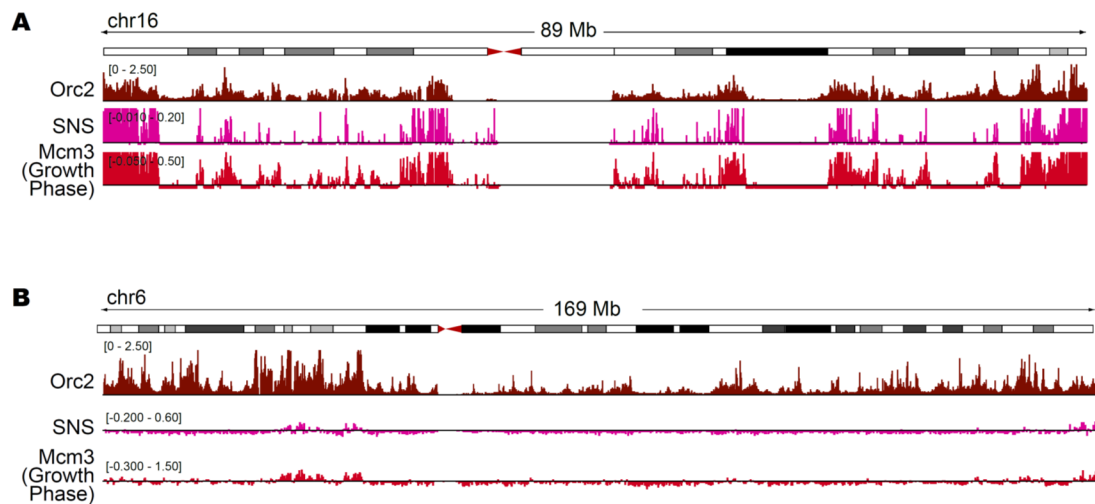 A
chr16
89 Mb
[0 - 2.50]
Orc2
[-0.010 - 0.20]
SNS
[-0.050 - 0.50]
Mcm3
(Growth
Phase)
B
chr6
169 Mb
[0 - 2.50]
Orc2
[-0.200 - 0.60]
SNS
[-0.300 - 1.50]
Mcm3
(Growth
Phase)